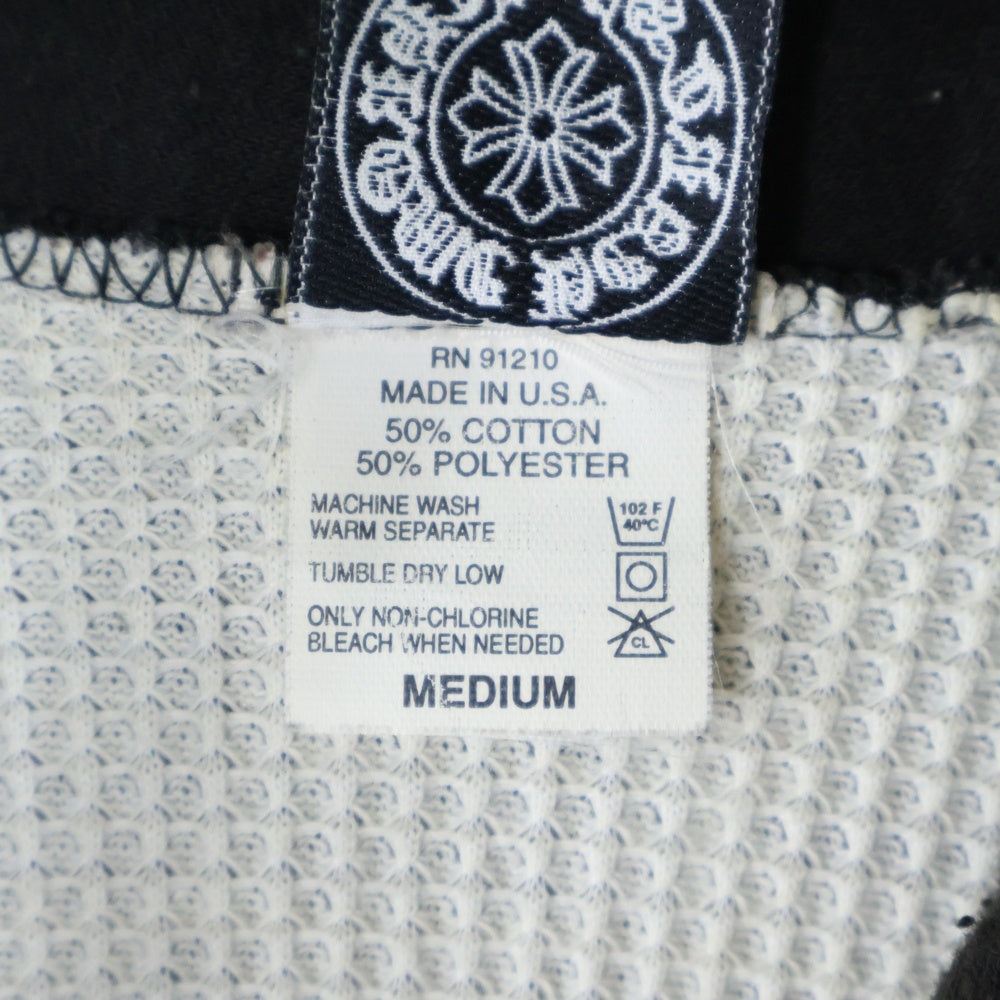 RN 91210
MADE IN U.S.A.
50% COTTON
50% POLYESTER
MACHINE WASH
WARM SEPARATE
102 F
40°C
TUMBLE DRY LOW
ONLY NON-CHLORINE
BLEACH WHEN NEEDED
CL
MEDIUM